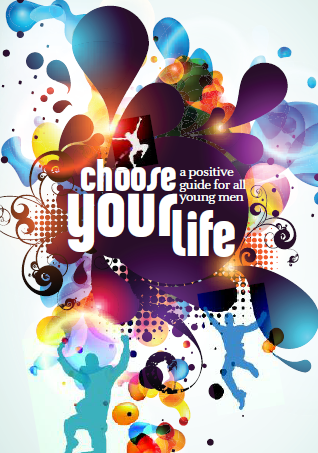 choose
a positive
guide for all
young men
your
life